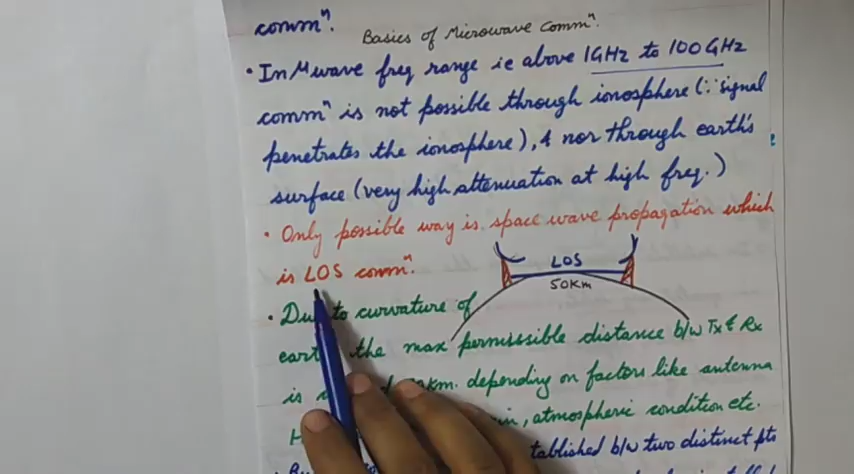 commⁿ.
Basics of Microwave Commⁿ.
• In μwave freq range ie above 1GHz to 100GHz
commⁿ is not possible through ionosphere (∵ signal
penetrates the ionosphere), & nor through earth's
surface (very high attenuation at high freq.)
• Only possible way is space wave propagation which
is LOS commⁿ.
LOS
50Km
• Due to curvature of
earth the max permissible distance b/w Tx & Rx
is km. depending on factors like antenna
, atmospheric condition etc.
tablished b/w two distinct pts